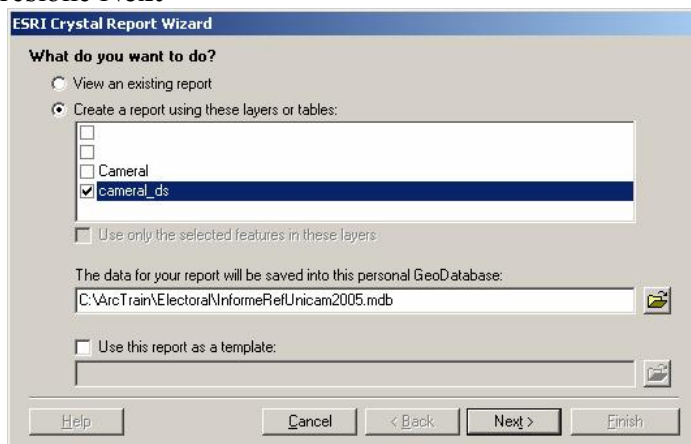 ESRI Crystal Report Wizard
What do you want to do?
View an existing report
Create a report using these layers or tables:
Cameral
cameral_ds
Use only the selected features in these layers
The data for your report will be saved into this personal GeoDatabase:
C:\ArcTrain\Electoral\InformeRefUnicam2005.mdb
Use this report as a template:
Help Cancel < Back Next > Finish